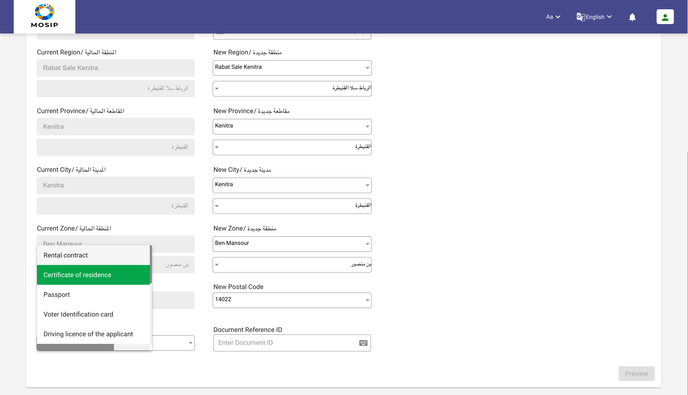 MOSIP
Aa
English
Current Region/ المنطقة الحالية
New Region/ منطقة جديدة
Rabat Sale Kenitra
Rabat Sale Kenitra
الرباط سلا القنيطرة
الرباط سلا القنيطرة
Current Province/ المقاطعة الحالية
New Province/ مقاطعة جديدة
Kenitra
Kenitra
القنيطرة
القنيطرة
Current City/ المدينة الحالية
New City/ مدينة جديدة
Kenitra
Kenitra
القنيطرة
القنيطرة
Current Zone/ المنطقة الحالية
New Zone/ منطقة جديدة
Ben Mansour
Ben Mansour
بن منصور
بن منصور
Rental contract
Certificate of residence
Passport
Voter Identification card
Driving licence of the applicant
New Postal Code
14022
Document Reference ID
Enter Document ID
Preview